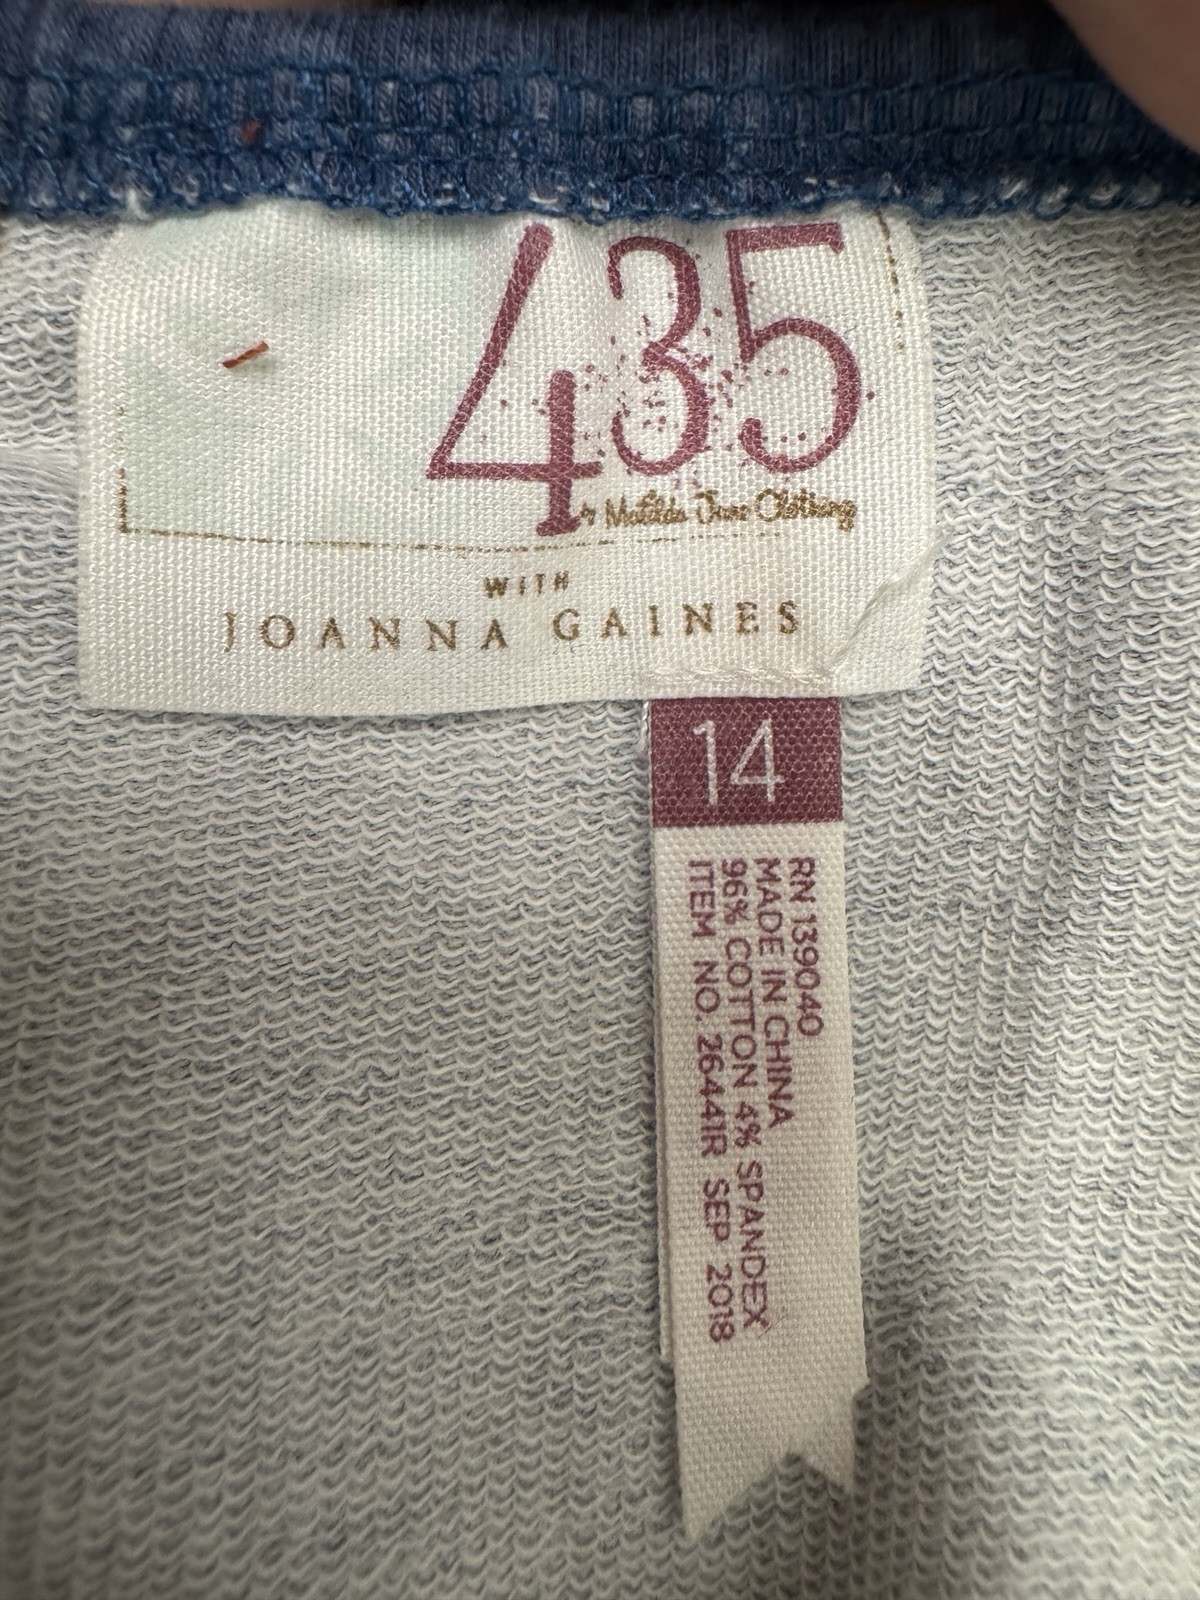 435
by Matilda Jane Clothing
WITH
JOANNA GAINES
14
RN 139040
MADE IN CHINA
96% COTTON 4% SPANDEX
ITEM NO. 26441R SEP 2018